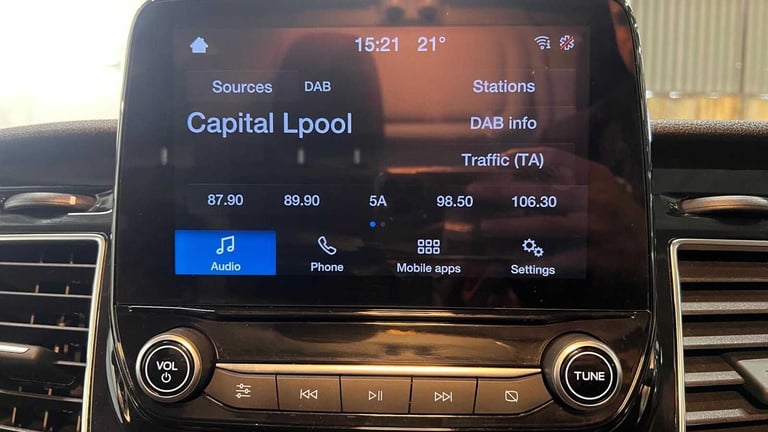 15:21 21°
Sources DAB Stations
Capital Lpool DAB info
Traffic (TA)
87.90 89.90 5A 98.50 106.30
Audio Phone Mobile apps Settings
VOL TUNE